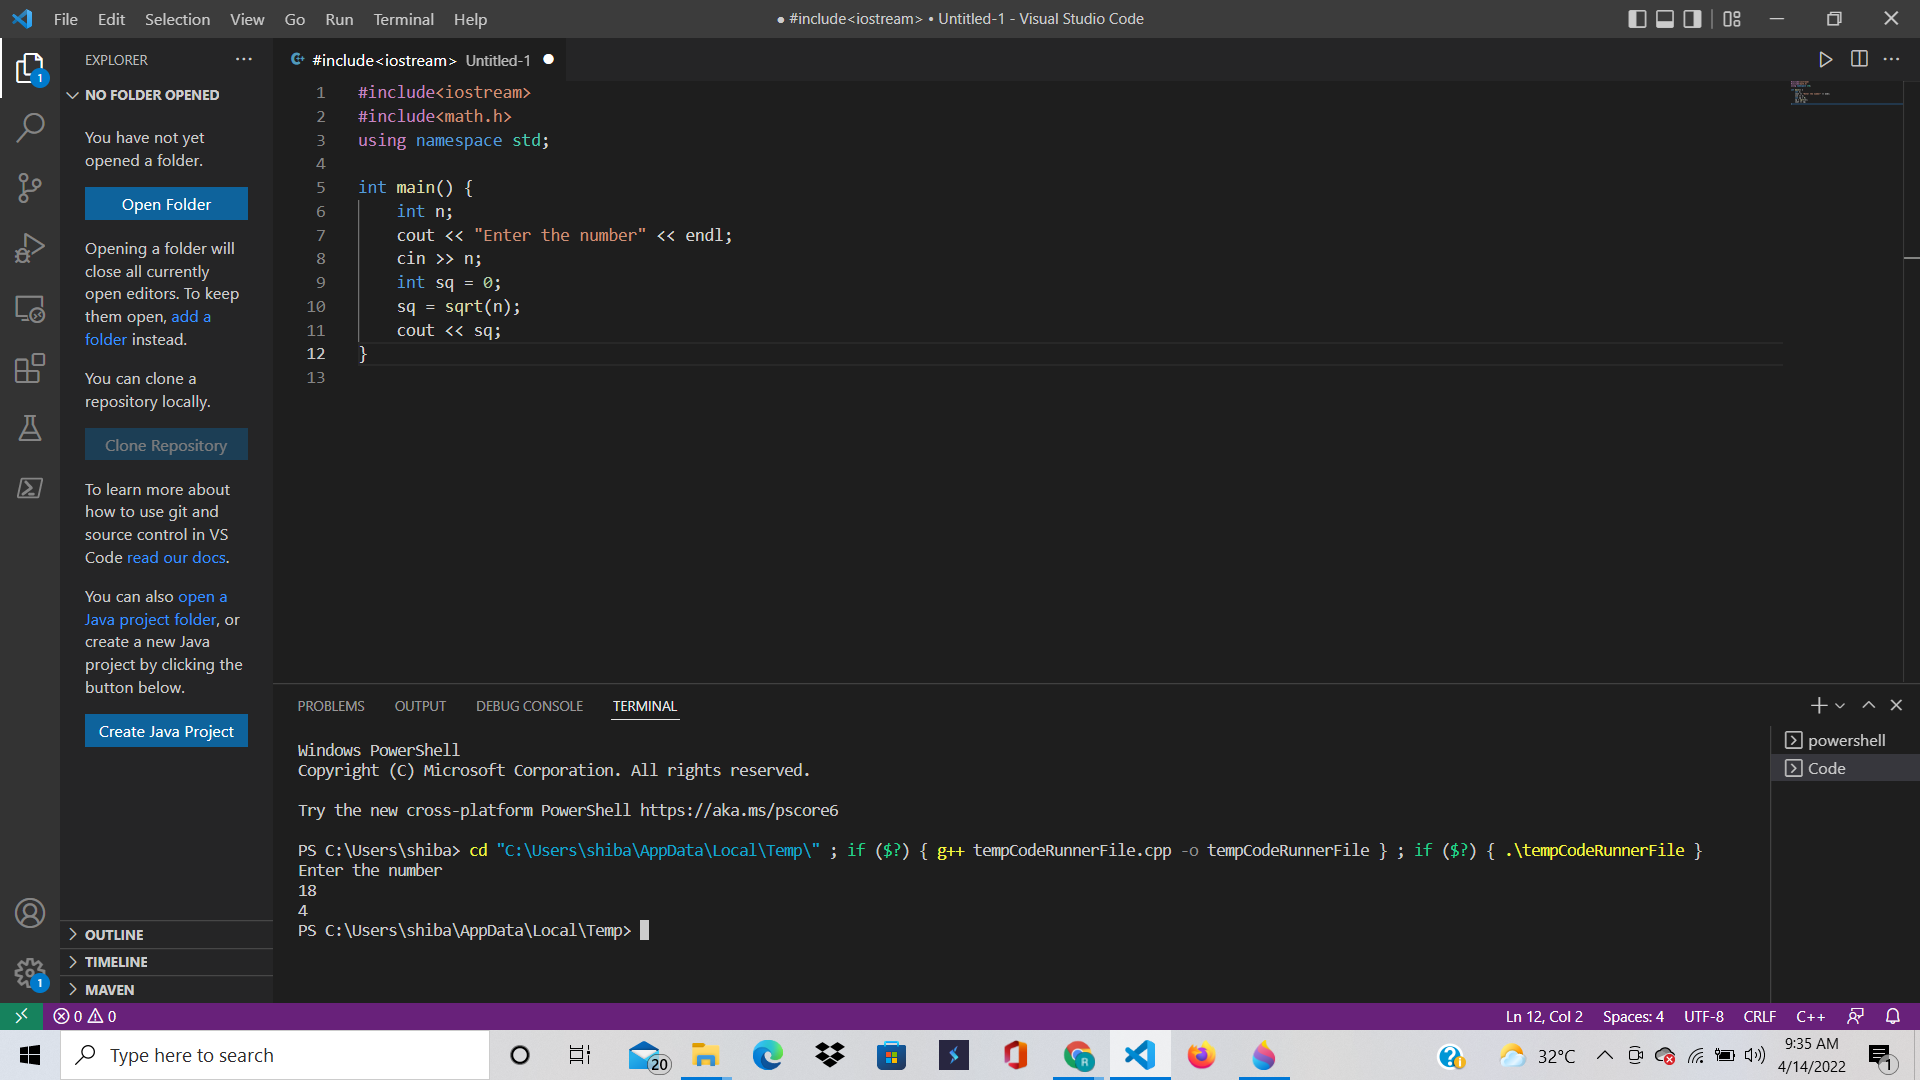 File Edit Selection View Go Run Terminal Help
● #include<iostream> • Untitled-1 - Visual Studio Code
1
EXPLORER
NO FOLDER OPENED
You have not yet
opened a folder.
Open Folder
Opening a folder will
close all currently
open editors. To keep
them open, add a
folder instead.
You can clone a
repository locally.
Clone Repository
To learn more about
how to use git and
source control in VS
Code read our docs.
You can also open a
Java project folder, or
create a new Java
project by clicking the
button below.
Create Java Project
OUTLINE
TIMELINE
MAVEN
1
#include<iostream> Untitled-1
1 #include<iostream>
2 #include<math.h>
3 using namespace std;
4
5 int main() {
6     int n;
7     cout << "Enter the number" << endl;
8     cin >> n;
9     int sq = 0;
10     sq = sqrt(n);
11     cout << sq;
12 }
13
PROBLEMS OUTPUT DEBUG CONSOLE TERMINAL
Windows PowerShell
Copyright (C) Microsoft Corporation. All rights reserved.
Try the new cross-platform PowerShell https://aka.ms/pscore6
PS C:\Users\shiba> cd "C:\Users\shiba\AppData\Local\Temp\" ; if ($?) { g++ tempCodeRunnerFile.cpp -o tempCodeRunnerFile } ; if ($?) { .\tempCodeRunnerFile }
Enter the number
18
4
PS C:\Users\shiba\AppData\Local\Temp>
powershell
Code
0 0
Ln 12, Col 2 Spaces: 4 UTF-8 CRLF C++
Type here to search
20
32°C
9:35 AM
4/14/2022
1